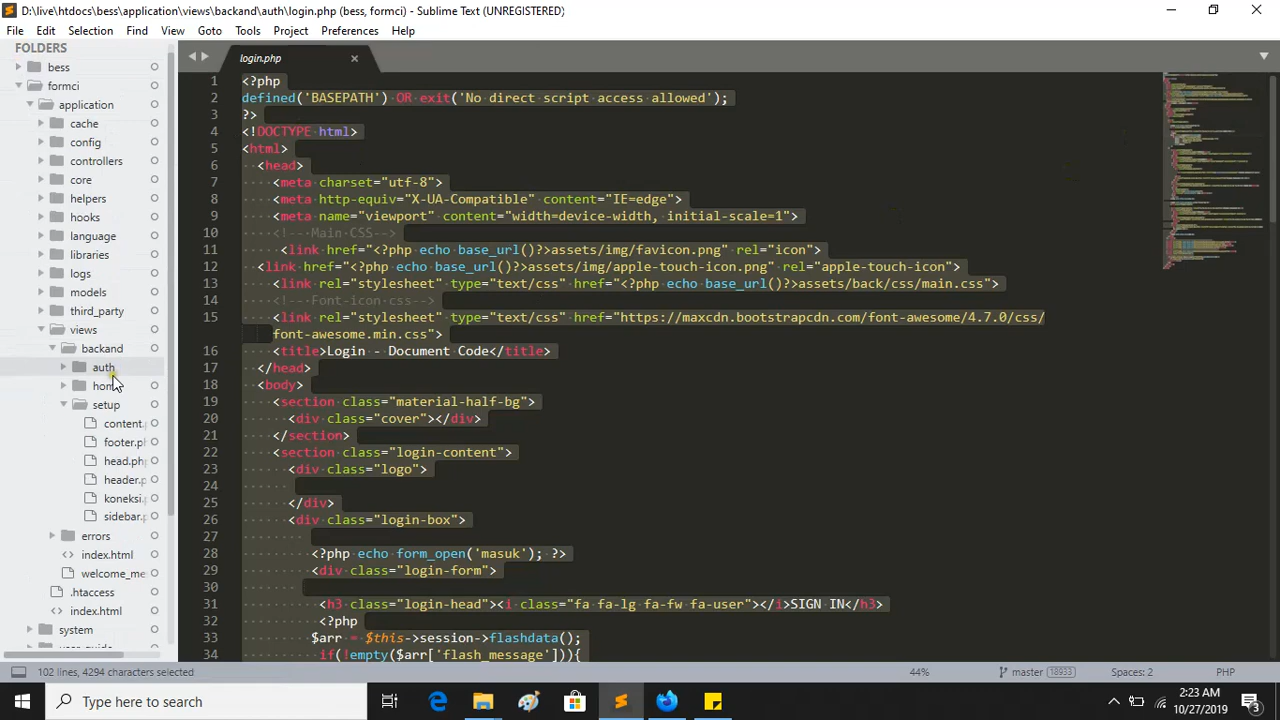 D:\live\htdocs\bess\application\views\backand\auth\login.php (bess, formci) - Sublime Text (UNREGISTERED)
File Edit Selection Find View Goto Tools Project Preferences Help
FOLDERS
bess
formci
application
cache
config
controllers
core
helpers
hooks
language
libraries
logs
models
third_party
views
backand
auth
setup
content.
footer.ph
head.php
header.p
koneksi.
sidebar.p
errors
index.html
welcome_me
.htaccess
index.html
system
login.php
1 <?php
2 defined('BASEPATH') OR exit('No direct script access allowed');
3 ?>
4 <!DOCTYPE html>
5 <html>
6 <head>
7 <meta charset="utf-8">
8 <meta http-equiv="X-UA-Compatible" content="IE=edge">
9 <meta name="viewport" content="width=device-width, initial-scale=1">
10 <!-- Main CSS-->
11 <link href="<?php echo base_url()?>assets/img/favicon.png" rel="icon">
12 <link href="<?php echo base_url()?>assets/img/apple-touch-icon.png" rel="apple-touch-icon">
13 <link rel="stylesheet" type="text/css" href="<?php echo base_url()?>assets/back/css/main.css">
14 <!-- Font-icon css-->
15 <link rel="stylesheet" type="text/css" href="https://maxcdn.bootstrapcdn.com/font-awesome/4.7.0/css/
font-awesome.min.css">
16 <title>Login - Document Code</title>
17 </head>
18 <body>
19 <section class="material-half-bg">
20 <div class="cover"></div>
21 </section>
22 <section class="login-content">
23 <div class="logo">
24
25 </div>
26 <div class="login-box">
27
28 <?php echo form_open('masuk'); ?>
29 <div class="login-form">
30
31 <h3 class="login-head"><i class="fa fa-lg fa-fw fa-user"></i>SIGN IN</h3>
32 <?php
33 $arr = $this->session->flashdata();
34 if(!empty($arr['flash_message'])){
102 lines, 4294 characters selected
44%
master 18933
Spaces: 2
PHP
Type here to search
2:23 AM
10/27/2019
3